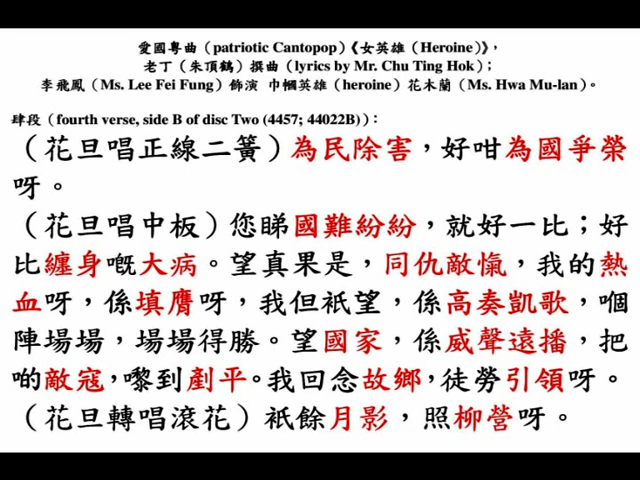 愛國粵曲（patriotic Cantopop）《女英雄（Heroine）》，
老丁（朱頂鶴）撰曲（lyrics by Mr. Chu Ting Hok）；
李飛鳳（Ms. Lee Fei Fung）飾演 巾幗英雄（heroine）花木蘭（Ms. Hwa Mu-lan）。
肆段（fourth verse, side B of disc Two (4457; 44022B)）：
（花旦唱正線二簧）為民除害，好咁為國爭榮
呀。
（花旦唱中板）您睇國難紛紛，就好一比；好
比纏身嘅大病。望真果是，同仇敵愾，我的熱
血呀，係填膺呀，我但祇望，係高奏凱歌，嗰
陣場場，場場得勝。望國家，係威聲遠播，把
啲敵寇，嚟到剷平。我回念故鄉，徒勞引領呀。
（花旦轉唱滾花）祇餘月影，照柳營呀。